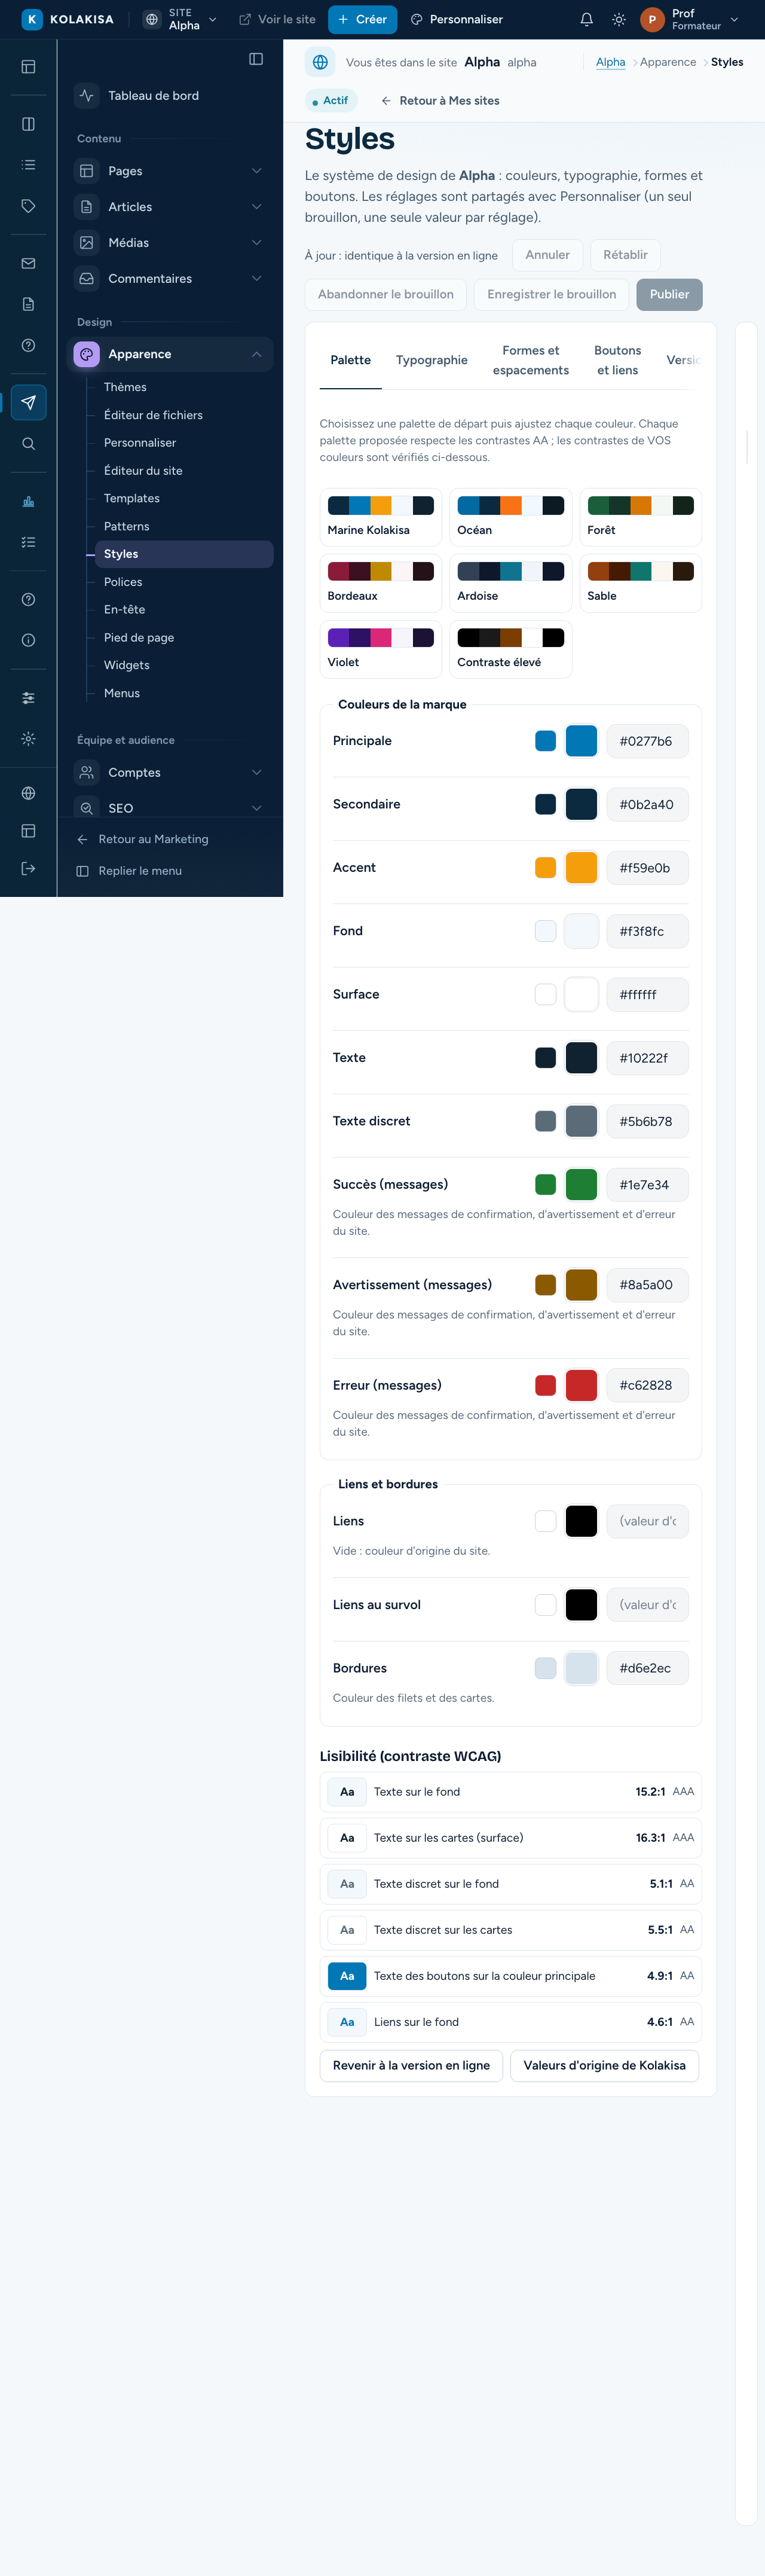 K KOLAKISA
SITE
Alpha
Voir le site
Créer
Personnaliser
P
Prof
Formateur
Vous êtes dans le site Alpha alpha
Alpha
Apparence
Styles
Actif
Retour à Mes sites
Tableau de bord
Contenu
Pages
Articles
Médias
Commentaires
Design
Apparence
Thèmes
Éditeur de fichiers
Personnaliser
Éditeur du site
Templates
Patterns
Styles
Polices
En-tête
Pied de page
Widgets
Menus
Équipe et audience
Comptes
SEO
Retour au Marketing
Replier le menu
Styles
Le système de design de Alpha : couleurs, typographie, formes et
boutons. Les réglages sont partagés avec Personnaliser (un seul
brouillon, une seule valeur par réglage).
À jour : identique à la version en ligne
Annuler
Rétablir
Abandonner le brouillon
Enregistrer le brouillon
Publier
Palette
Typographie
Formes et
espacements
Boutons
et liens
Choisissez une palette de départ puis ajustez chaque couleur. Chaque
palette proposée respecte les contrastes AA ; les contrastes de VOS
couleurs sont vérifiés ci-dessous.
Marine Kolakisa
Océan
Forêt
Bordeaux
Ardoise
Sable
Violet
Contraste élevé
Couleurs de la marque
Principale
#0277b6
Secondaire
#0b2a40
Accent
#f59e0b
Fond
#f3f8fc
Surface
#ffffff
Texte
#10222f
Texte discret
#5b6b78
Succès (messages)
#1e7e34
Couleur des messages de confirmation, d'avertissement et d'erreur
du site.
Avertissement (messages)
#8a5a00
Couleur des messages de confirmation, d'avertissement et d'erreur
du site.
Erreur (messages)
#c62828
Couleur des messages de confirmation, d'avertissement et d'erreur
du site.
Liens et bordures
Liens
(valeur
Vide : couleur d'origine du site.
Liens au survol
(valeur
Bordures
#d6e2ec
Couleur des filets et des cartes.
Lisibilité (contraste WCAG)
Aa Texte sur le fond 15.2:1 AAA
Aa Texte sur les cartes (surface) 16.3:1 AAA
Aa Texte discret sur le fond 5.1:1 AA
Aa Texte discret sur les cartes 5.5:1 AA
Aa Texte des boutons sur la couleur principale 4.9:1 AA
Aa Liens sur le fond 4.6:1 AA
Revenir à la version en ligne
Valeurs d'origine de Kolakisa